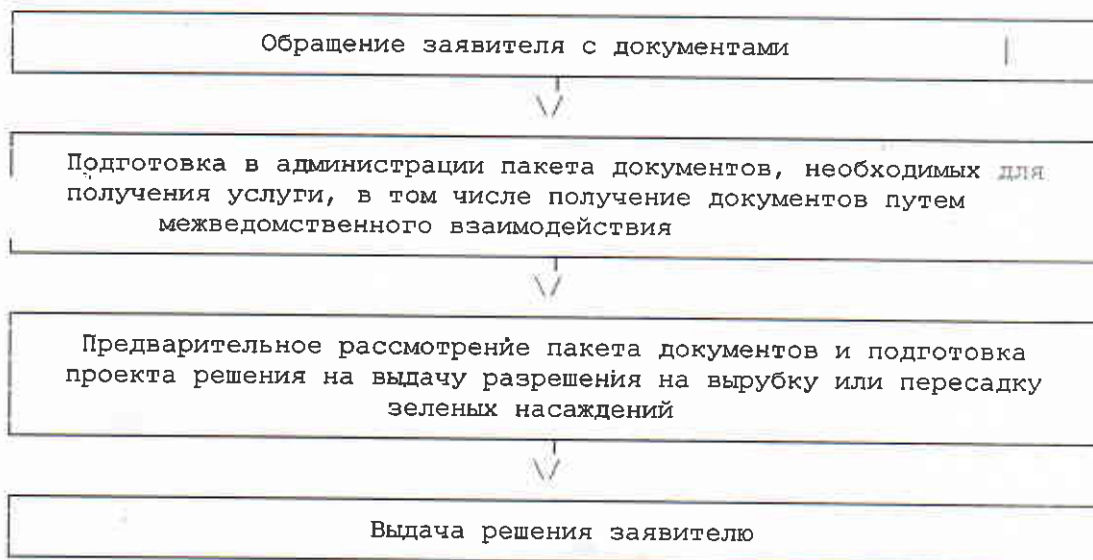 Обращение заявителя с документами
Подготовка в администрации пакета документов, необходимых для
получения услуги, в том числе получение документов путем
межведомственного взаимодействия
Предварительное рассмотрение пакета документов и подготовка
проекта решения на выдачу разрешения на вырубку или пересадку
зеленых насаждений
Выдача решения заявителю